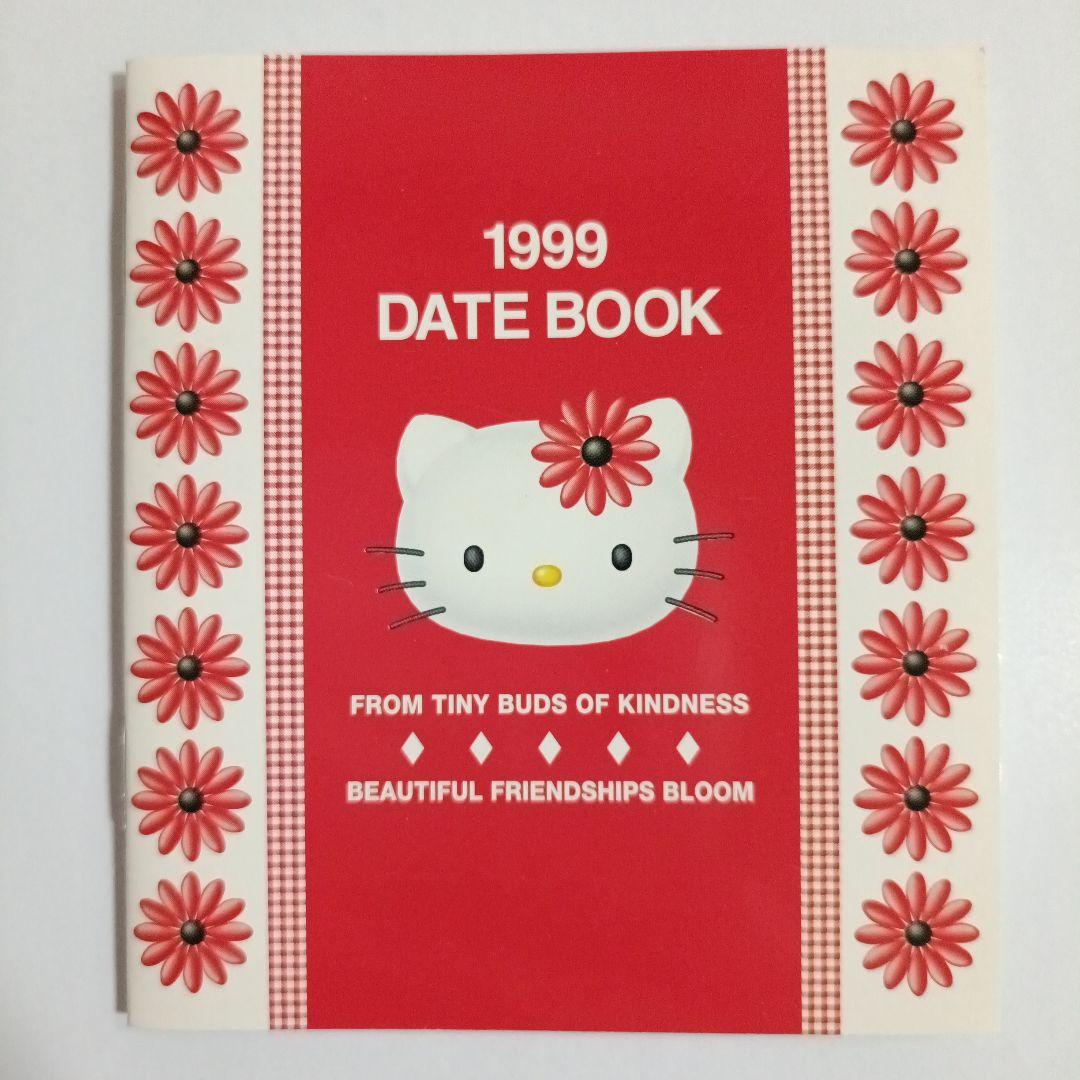 1999
DATE BOOK
FROM TINY BUDS OF KINDNESS
BEAUTIFUL FRIENDSHIPS BLOOM